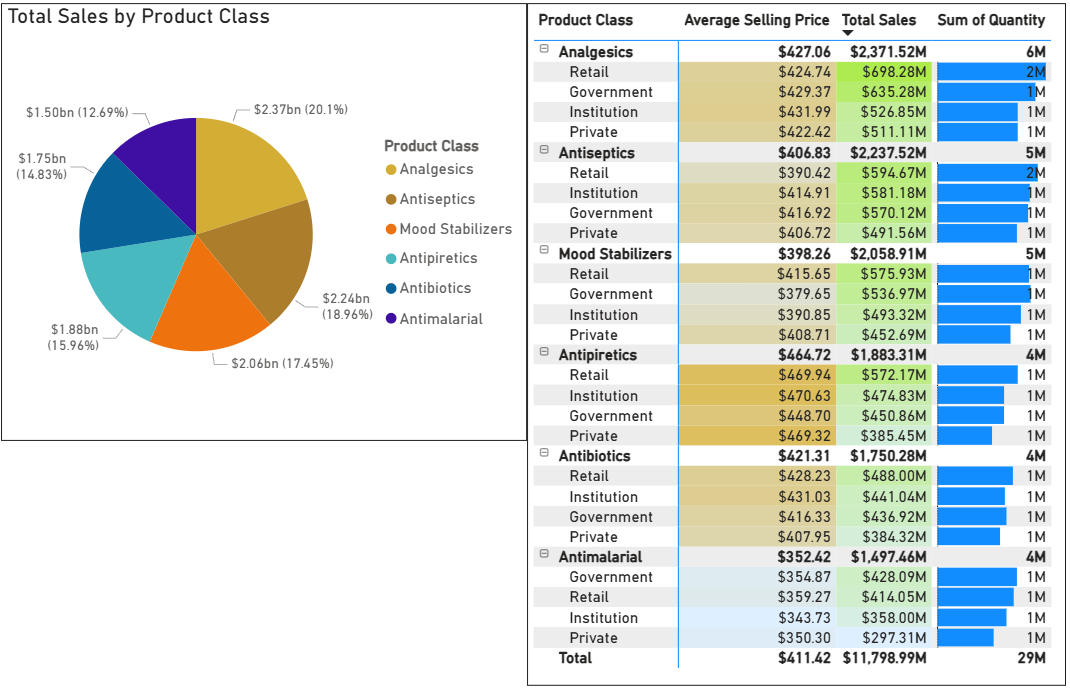 Total Sales by Product Class
$1.50bn (12.69%)
$2.37bn (20.1%)
$1.75bn
(14.83%)
$2.24bn
(18.96%)
$1.88bn
(15.96%)
$2.06bn (17.45%)
Product Class
Analgesics
Antiseptics
Mood Stabilizers
Antipiretics
Antibiotics
Antimalarial
Product Class Average Selling Price Total Sales Sum of Quantity
Analgesics $427.06 $2,371.52M 6M
Retail $424.74 $698.28M 2M
Government $429.37 $635.28M 1M
Institution $431.99 $526.85M 1M
Private $422.42 $511.11M 1M
Antiseptics $406.83 $2,237.52M 5M
Retail $390.42 $594.67M 2M
Institution $414.91 $581.18M 1M
Government $416.92 $570.12M 1M
Private $406.72 $491.56M 1M
Mood Stabilizers $398.26 $2,058.91M 5M
Retail $415.65 $575.93M 1M
Government $379.65 $536.97M 1M
Institution $390.85 $493.32M 1M
Private $408.71 $452.69M 1M
Antipiretics $464.72 $1,883.31M 4M
Retail $469.94 $572.17M 1M
Institution $470.63 $474.83M 1M
Government $448.70 $450.86M 1M
Private $469.32 $385.45M 1M
Antibiotics $421.31 $1,750.28M 4M
Retail $428.23 $488.00M 1M
Institution $431.03 $441.04M 1M
Government $416.33 $436.92M 1M
Private $407.95 $384.32M 1M
Antimalarial $352.42 $1,497.46M 4M
Government $354.87 $428.09M 1M
Retail $359.27 $414.05M 1M
Institution $343.73 $358.00M 1M
Private $350.30 $297.31M 1M
Total $411.42 $11,798.99M 29M